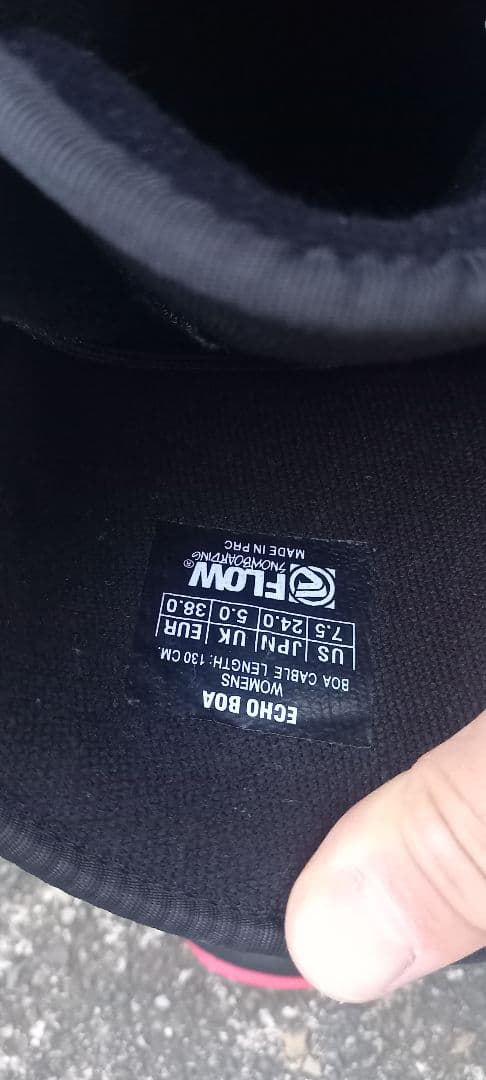 ECHO BOA
WOMENS
BOA CABLE LENGTH: 130 CM.
US JPN UK EUR
7.5 24.0 5.0 38.0
FLOW®
SNOWBOARDING
MADE IN PRC